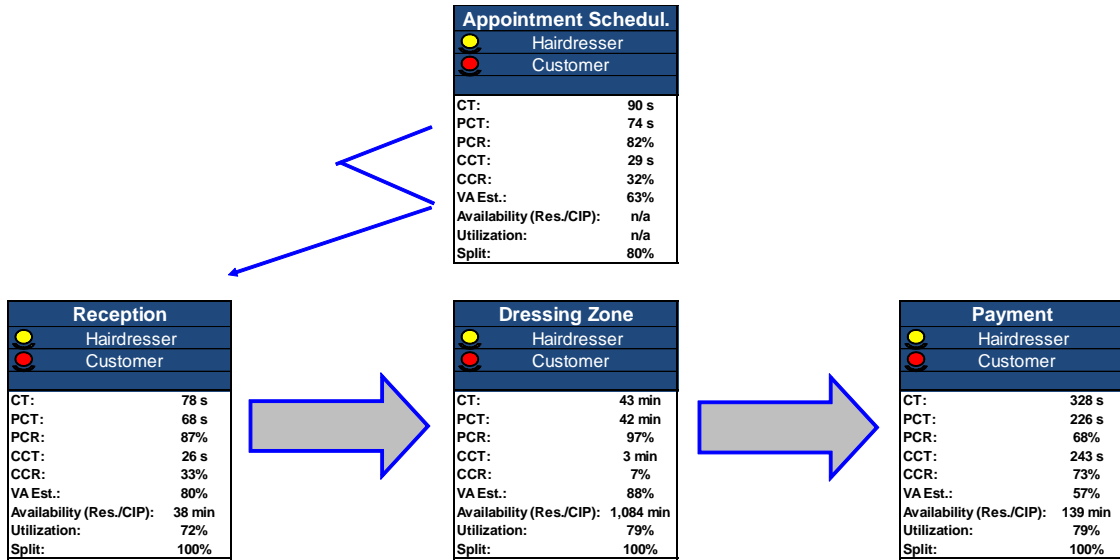 Appointment Schedul.
Hairdresser
Customer
CT: 90 s
PCT: 74 s
PCR: 82%
CCT: 29 s
CCR: 32%
VA Est.: 63%
Availability (Res./CIP): n/a
Utilization: n/a
Split: 80%
Reception
Hairdresser
Customer
CT: 78 s
PCT: 68 s
PCR: 87%
CCT: 26 s
CCR: 33%
VA Est.: 80%
Availability (Res./CIP): 38 min
Utilization: 72%
Split: 100%
Dressing Zone
Hairdresser
Customer
CT: 43 min
PCT: 42 min
PCR: 97%
CCT: 3 min
CCR: 7%
VA Est.: 88%
Availability (Res./CIP): 1,084 min
Utilization: 79%
Split: 100%
Payment
Hairdresser
Customer
CT: 328 s
PCT: 226 s
PCR: 68%
CCT: 243 s
CCR: 73%
VA Est.: 57%
Availability (Res./CIP): 139 min
Utilization: 79%
Split: 100%